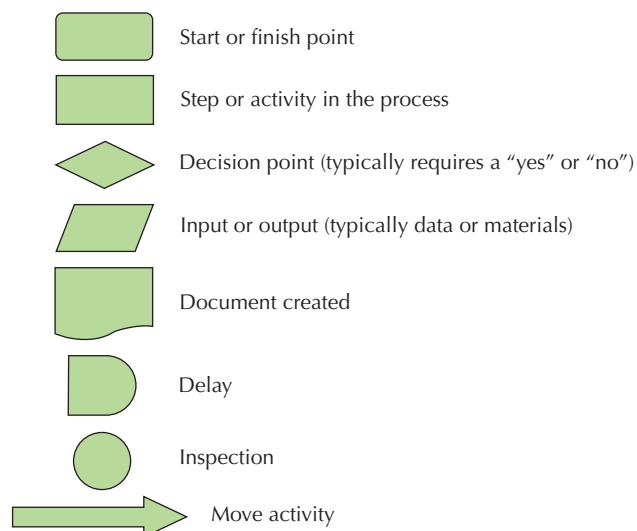 Start or finish point
Step or activity in the process
Decision point (typically requires a “yes” or “no”)
Input or output (typically data or materials)
Document created
Delay
Inspection
Move activity